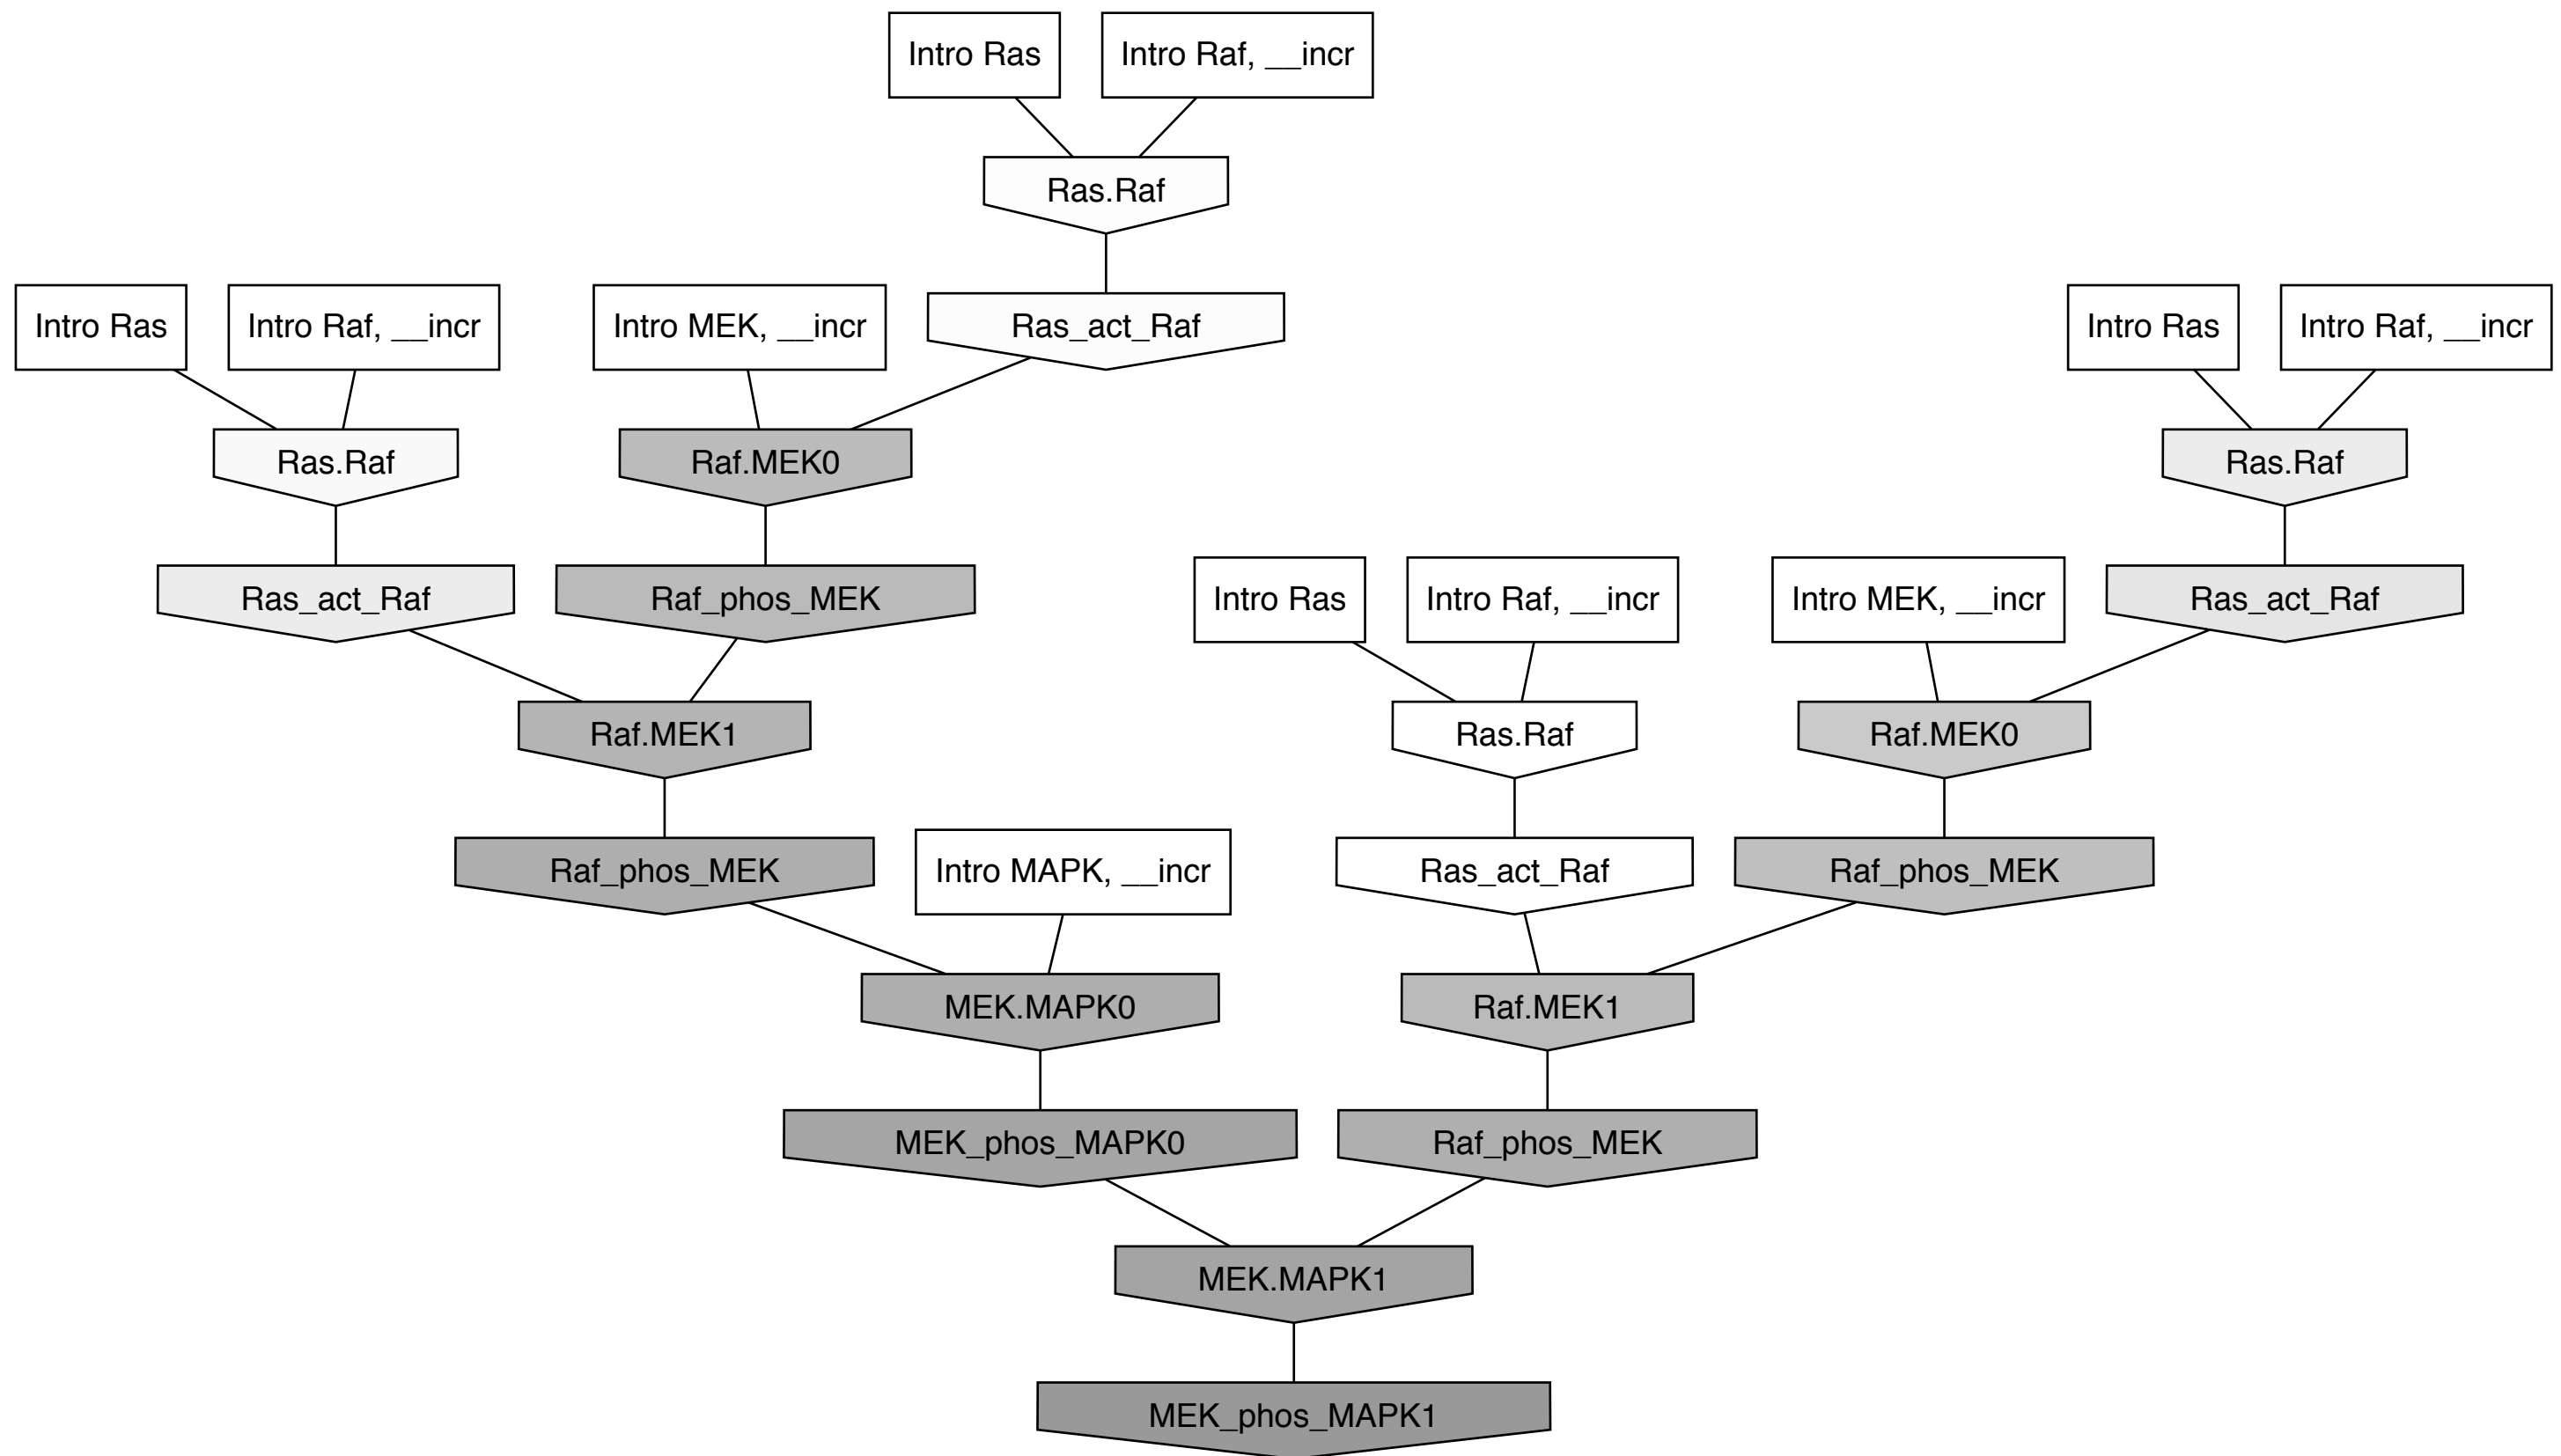 Intro Ras
Intro Raf, __incr
Ras.Raf
Intro Ras
Intro Raf, __incr
Intro MEK, __incr
Ras_act_Raf
Intro Ras
Intro Raf, __incr
Ras.Raf
Raf.MEK0
Ras.Raf
Ras_act_Raf
Raf_phos_MEK
Intro Ras
Intro Raf, __incr
Intro MEK, __incr
Ras_act_Raf
Raf.MEK1
Ras.Raf
Raf.MEK0
Raf_phos_MEK
Intro MAPK, __incr
Ras_act_Raf
Raf_phos_MEK
MEK.MAPK0
Raf.MEK1
MEK_phos_MAPK0
Raf_phos_MEK
MEK.MAPK1
MEK_phos_MAPK1